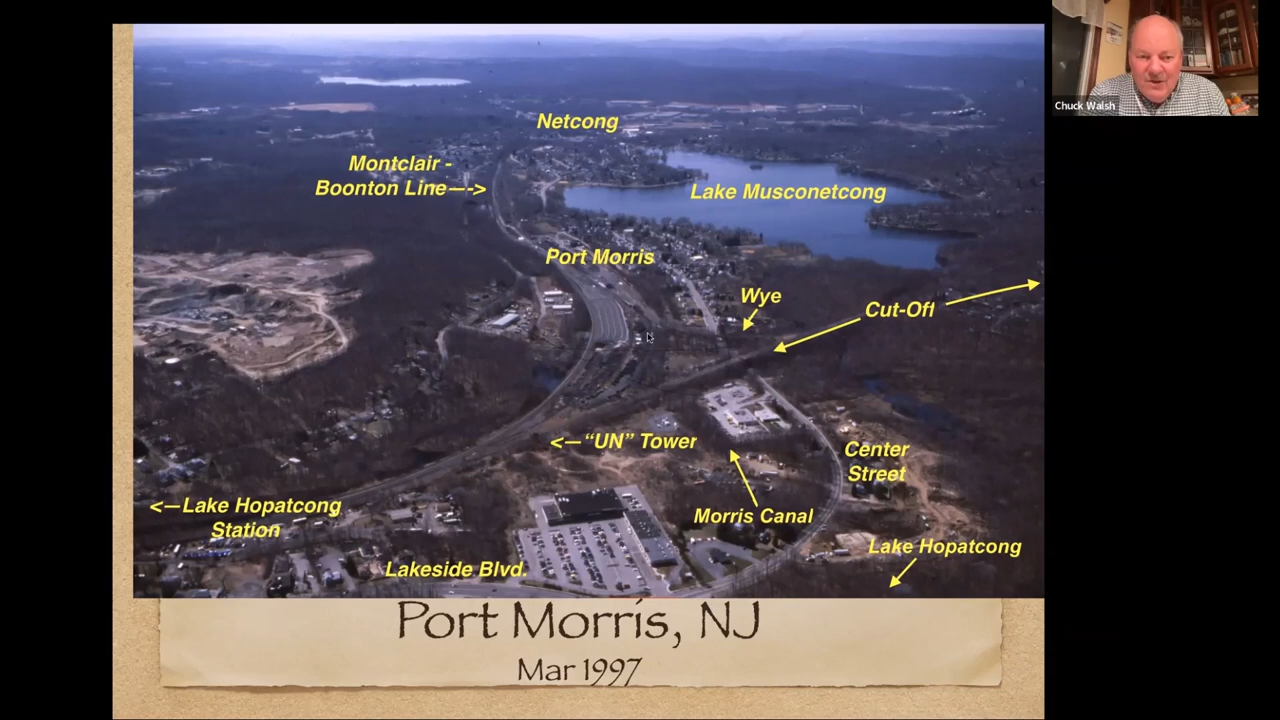 Chuck Walsh
Netcong
Montclair -
Boonton Line--->
Lake Musconetcong
Port Morris
Wye
Cut-Off
<—“UN” Tower
Center
Street
<—Lake Hopatcong
Station
Morris Canal
Lake Hopatcong
Lakeside Blvd.
Port Morris, NJ
Mar 1997